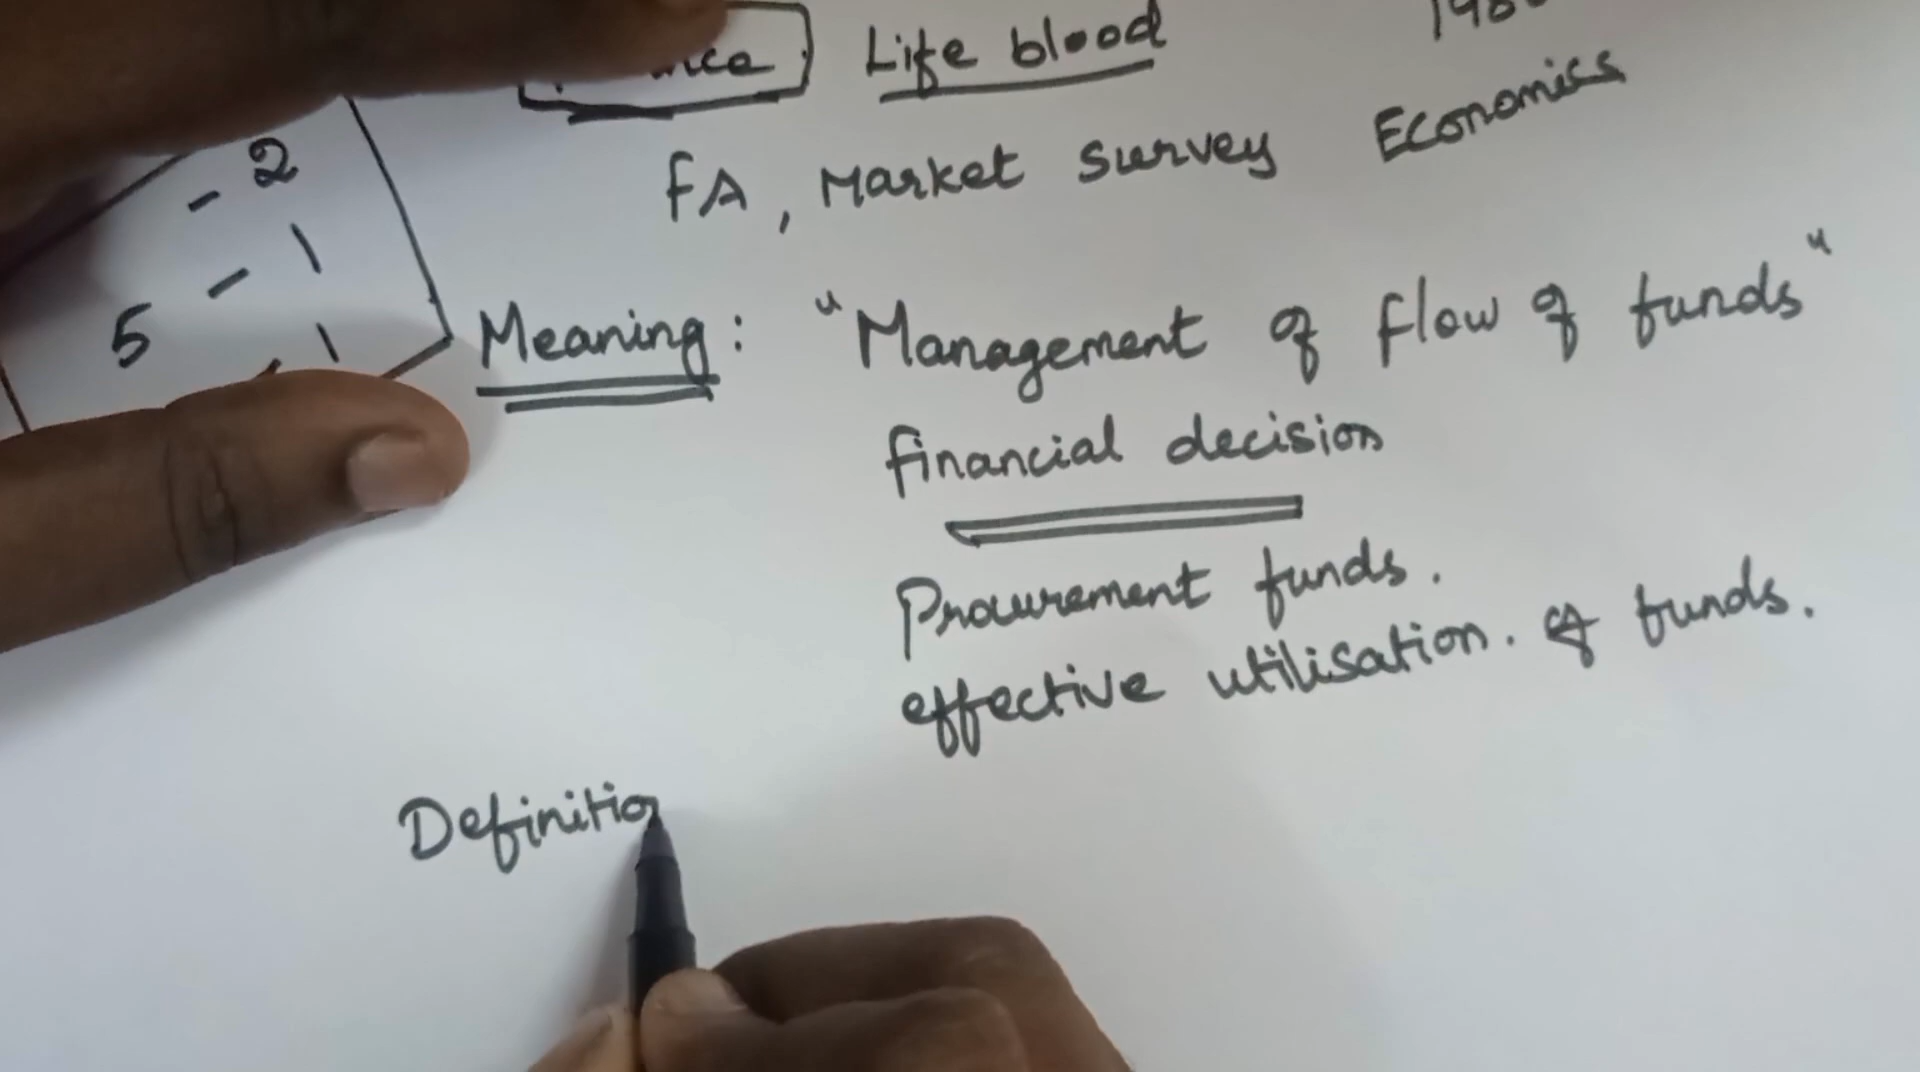 Life blood
FA, Market survey Economics
- 2
5 -
Meaning: "Management of flow of funds"
financial decision
Procurement funds.
effective utilisation. of funds.
Definition